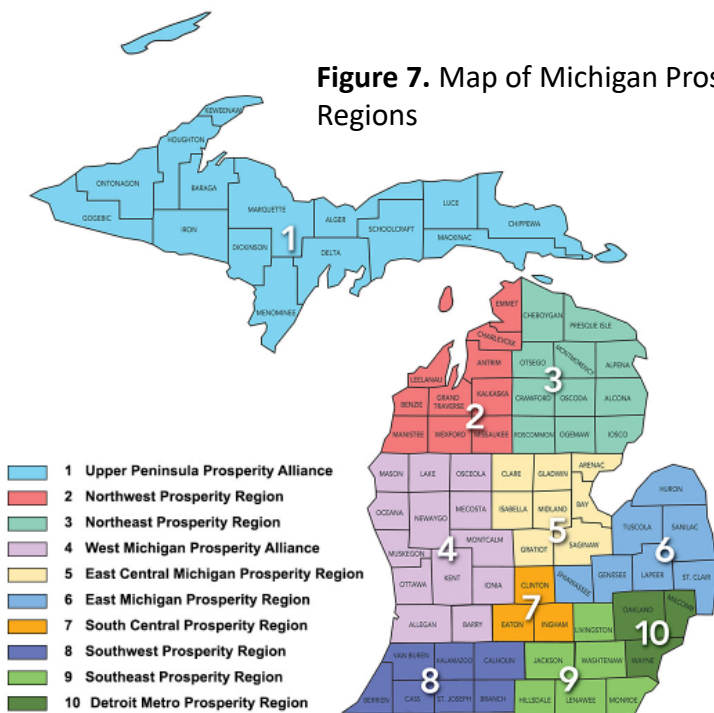 Figure 7. Map of Michigan Pros
Regions
KEWEENAW
HOUGHTON
ONTONAGON
BARAGA
GOGEBIC
MARQUETTE
LUCE
ALGER
CHIPPEWA
SCHOOLCRAFT
IRON
1
MACKINAC
DICKINSON
DELTA
MENOMINEE
EMMET
CHEBOYGAN
PRESQUE ISLE
CHARLEVOIX
ANTRIM
OTSEGO
MONTMORENCY
ALPENA
LEELANAU
3
BENZIE
GRAND
TRAVERSE
KALKASKA
CRAWFORD
OSCODA
ALCONA
2
MANISTEE
WEXFORD
MISSAUKEE
ROSCOMMON
OGEMAW
IOSCO
MASON
LAKE
OSCEOLA
CLARE
GLADWIN
ARENAC
HURON
OCEANA
NEWAYGO
MECOSTA
ISABELLA
MIDLAND
BAY
TUSCOLA
SANILAC
5
MONTCALM
GRATIOT
SAGINAW
MUSKEGON
4
6
OTTAWA
KENT
IONIA
CLINTON
SHIAWASSEE
GENESEE
LAPEER
ST. CLAIR
7
ALLEGAN
BARRY
EATON
INGHAM
LIVINGSTON
OAKLAND
MACOMB
10
VAN BUREN
KALAMAZOO
CALHOUN
JACKSON
WASHTENAW
WAYNE
8
9
BERRIEN
CASS
ST. JOSEPH
BRANCH
HILLSDALE
LENAWEE
MONROE
1 Upper Peninsula Prosperity Alliance
2 Northwest Prosperity Region
3 Northeast Prosperity Region
4 West Michigan Prosperity Alliance
5 East Central Michigan Prosperity Region
6 East Michigan Prosperity Region
7 South Central Prosperity Region
8 Southwest Prosperity Region
9 Southeast Prosperity Region
10 Detroit Metro Prosperity Region